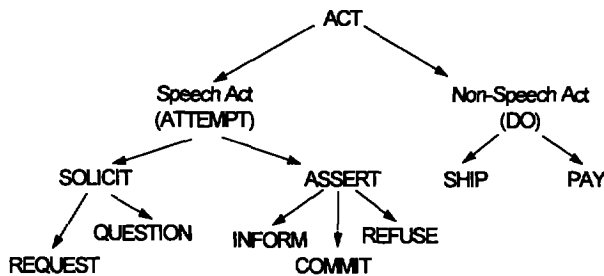 ACT
Speech Act
(ATTEMPT)
Non-Speech Act
(DO)
SOLICIT
ASSERT
SHIP
PAY
REQUEST
QUESTION
INFORM
COMMIT
REFUSE